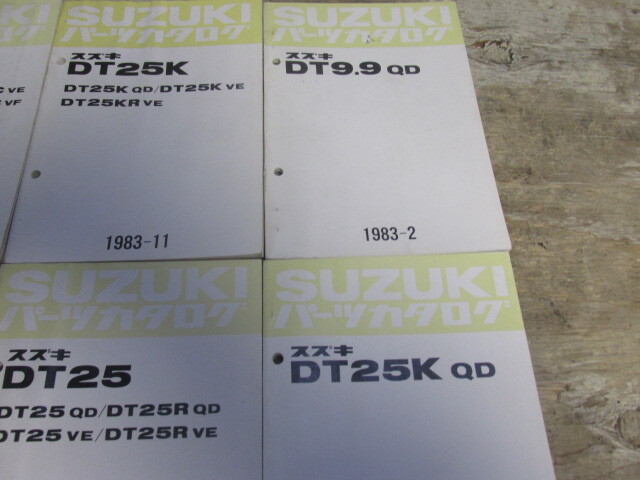 C VE
C VF
SUZUKI
パーツカタログ
スズキ
DT25K
DT25K QD/DT25K VE
DT25KR VE
1983-11
SUZUKI
パーツカタログ
スズキ
DT9.9 QD
1983-2
SUZUKI
パーツカタログ
スズキ
DT25
DT25 QD/DT25R QD
DT25 VE/DT25R VE
SUZUKI
パーツカタログ
スズキ
DT25K QD